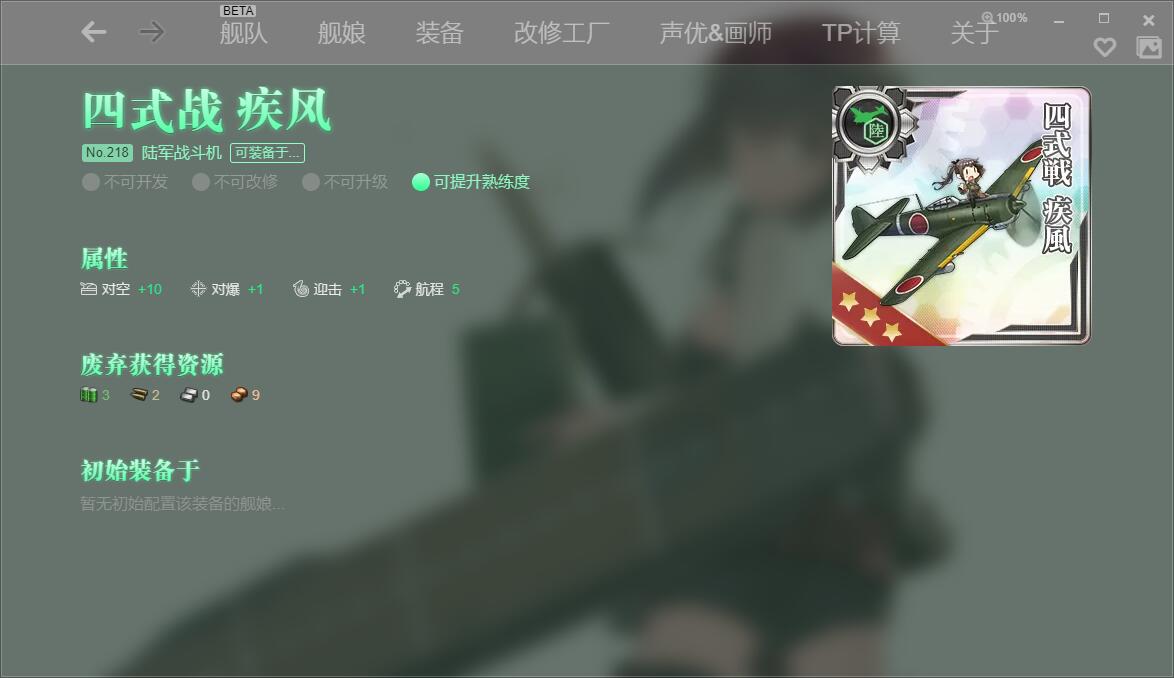 BETA
舰队 舰娘 装备 改修工厂 声优&画师 TP计算 关于 100%
四式战 疾风
No.218 陆军战斗机 可装备于...
不可开发 不可改修 不可升级 可提升熟练度
属性
对空 +10 对爆 +1 迎击 +1 航程 5
废弃获得资源
3 2 0 9
初始装备于
暂无初始配置该装备的舰娘...
陸
四式戦 疾風